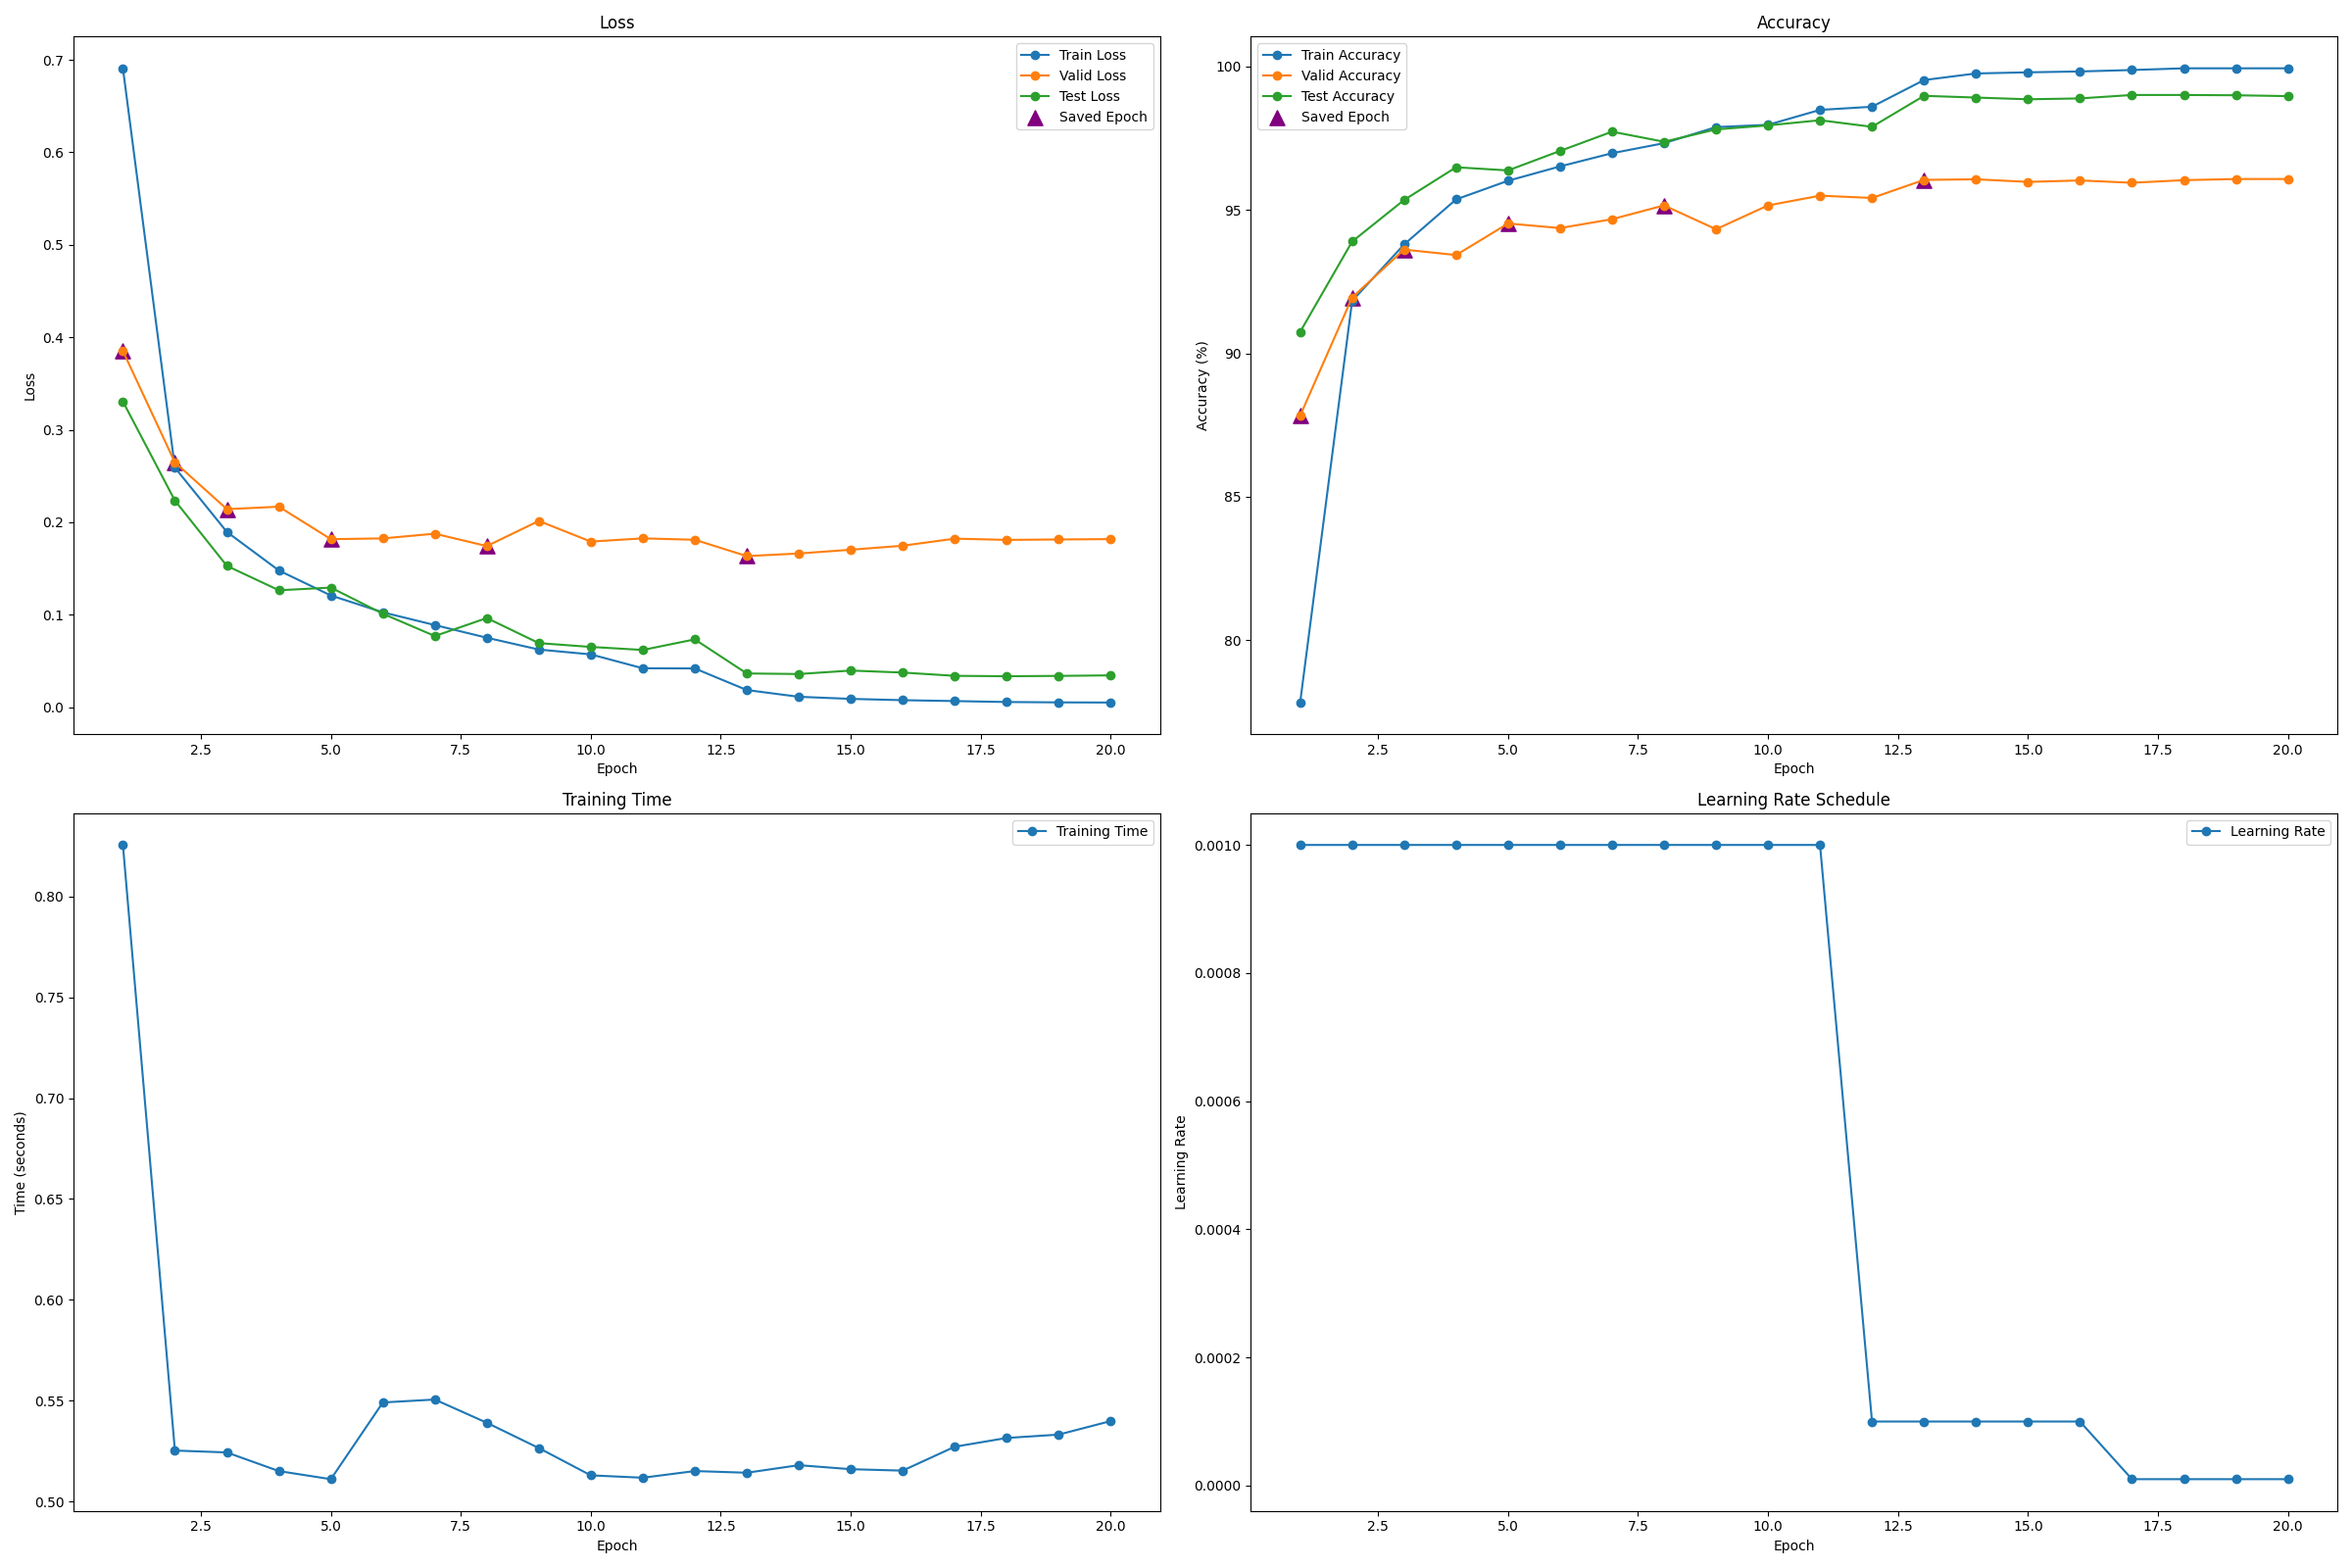 Loss
Train Loss
Valid Loss
Test Loss
Saved Epoch
0.7
0.6
0.5
0.4
0.3
0.2
0.1
0.0
Loss
2.5 5.0 7.5 10.0 12.5 15.0 17.5 20.0
Epoch
Accuracy
Train Accuracy
Valid Accuracy
Test Accuracy
Saved Epoch
100
95
90
85
80
Accuracy (%)
2.5 5.0 7.5 10.0 12.5 15.0 17.5 20.0
Epoch
Training Time
Training Time
0.80
0.75
0.70
0.65
0.60
0.55
0.50
Time (seconds)
2.5 5.0 7.5 10.0 12.5 15.0 17.5 20.0
Epoch
Learning Rate Schedule
Learning Rate
0.0010
0.0008
0.0006
0.0004
0.0002
0.0000
Learning Rate
2.5 5.0 7.5 10.0 12.5 15.0 17.5 20.0
Epoch